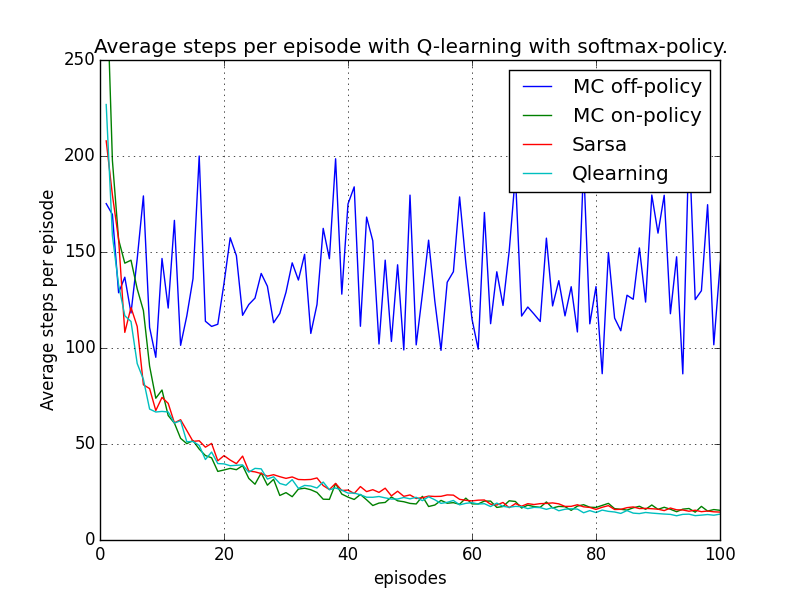 Average steps per episode with Q-learning with softmax-policy.
250
200
150
100
50
0
Average steps per episode
MC off-policy
MC on-policy
Sarsa
Qlearning
0 20 40 60 80 100
episodes